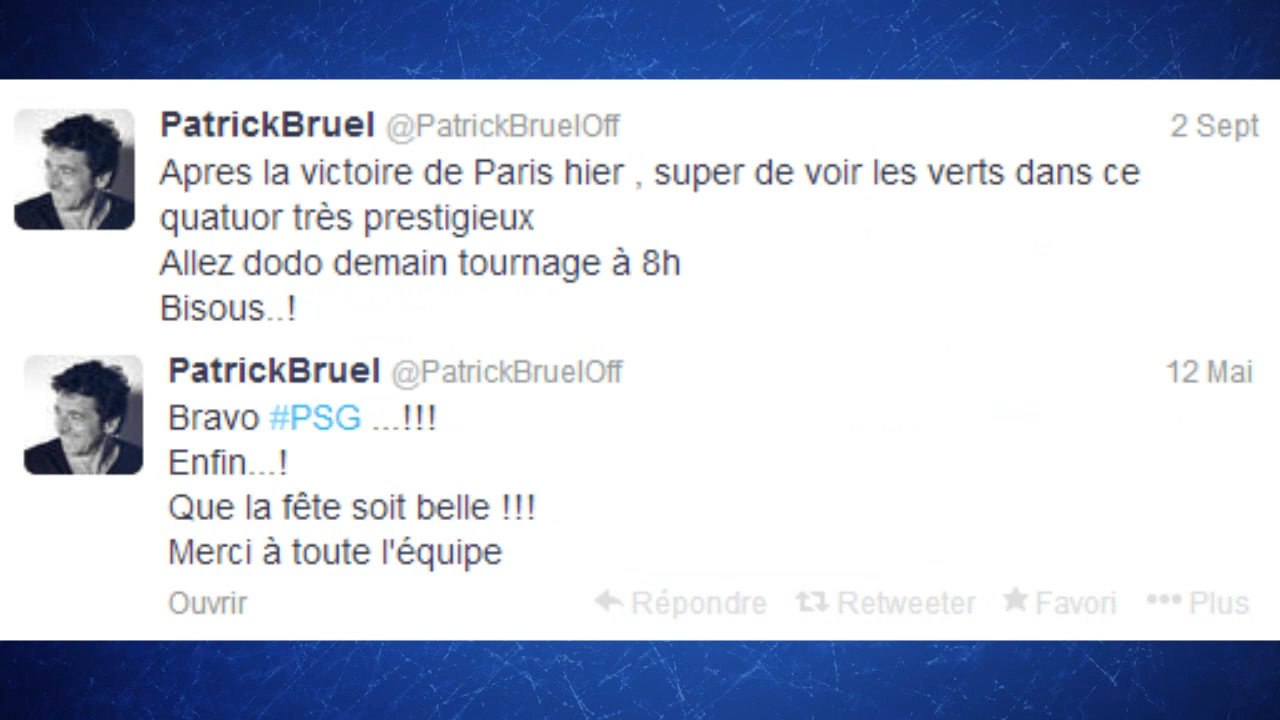 PatrickBruel @PatrickBruelOff 2 Sept
Apres la victoire de Paris hier , super de voir les verts dans ce
quatuor très prestigieux
Allez dodo demain tournage à 8h
Bisous..!
PatrickBruel @PatrickBruelOff 12 Mai
Bravo #PSG ...!!!
Enfin...!
Que la fête soit belle !!!
Merci à toute l'équipe
Ouvrir Répondre Retweeter Favori Plus